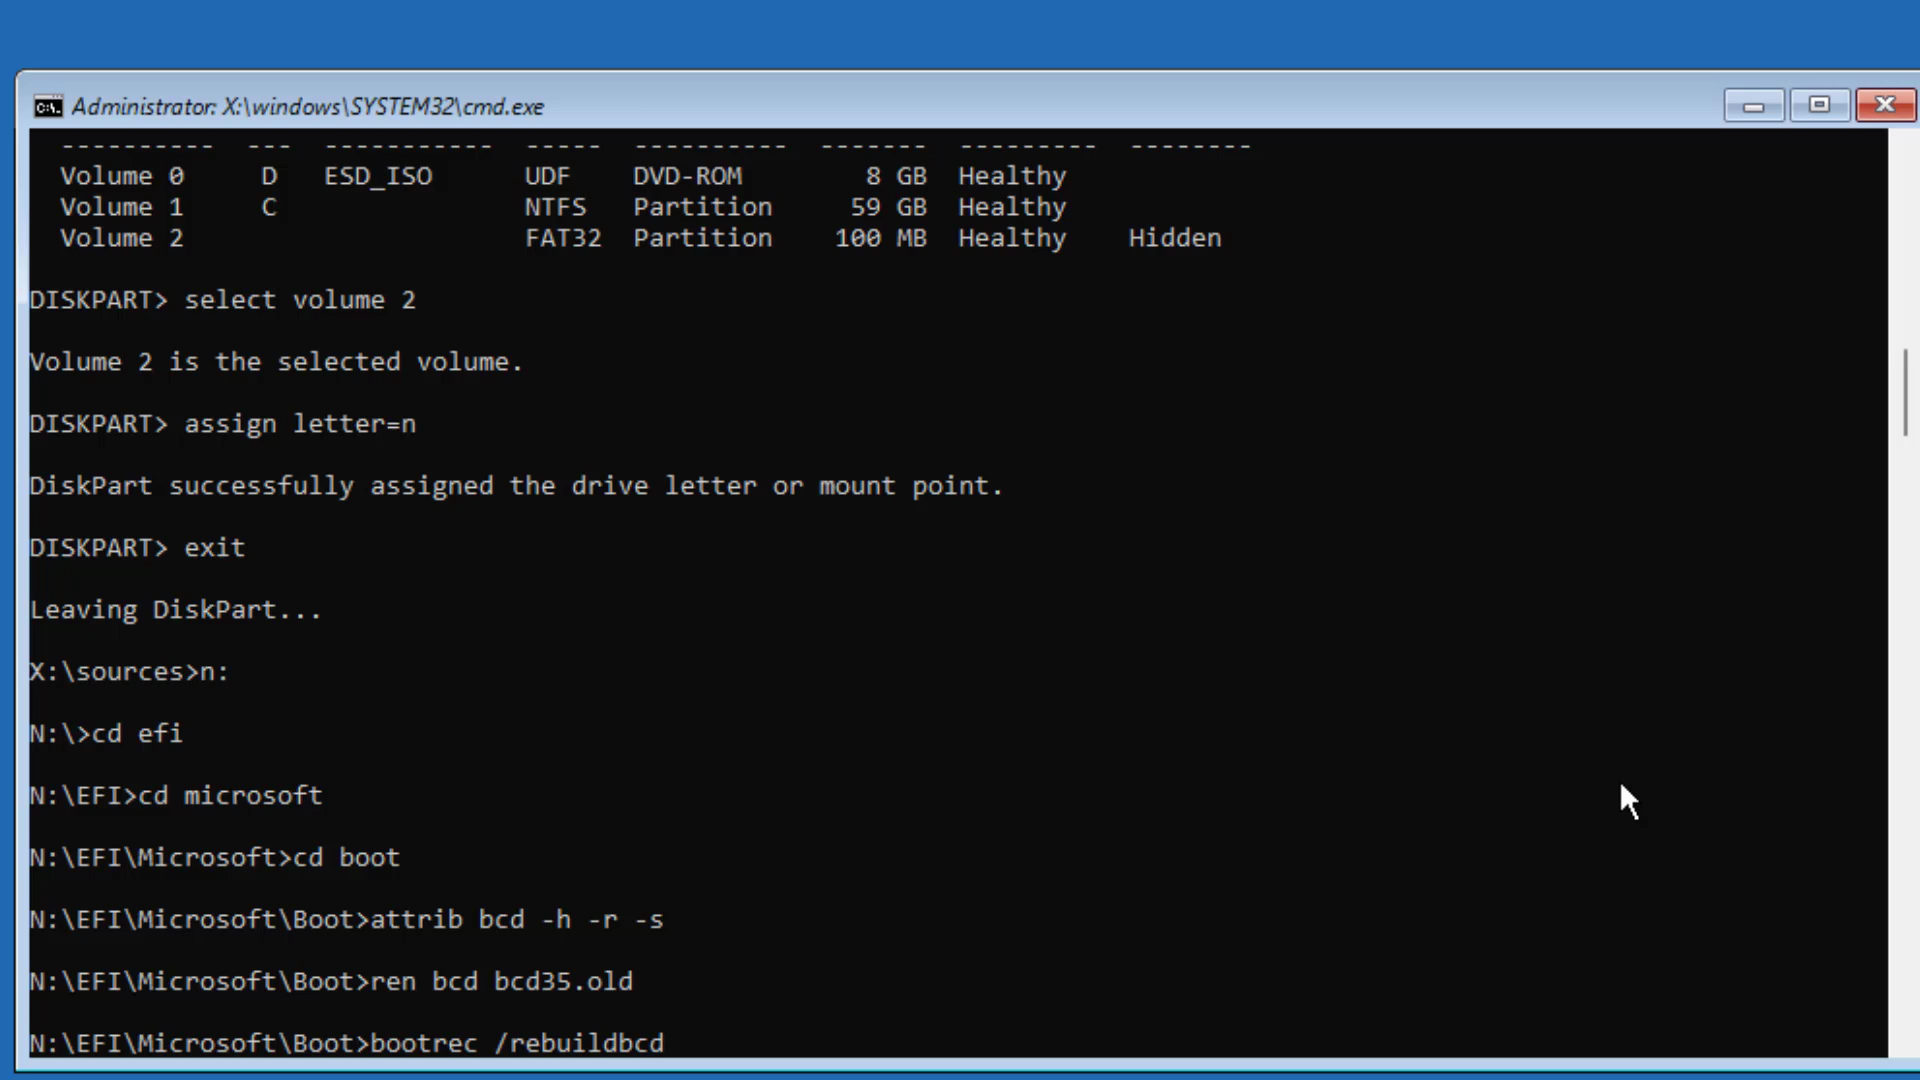 Administrator: X:\windows\SYSTEM32\cmd.exe
---------- --- ----------- ----- ---------- ------- --------- --------
Volume 0 D ESD_ISO UDF DVD-ROM 8 GB Healthy
Volume 1 C NTFS Partition 59 GB Healthy
Volume 2 FAT32 Partition 100 MB Healthy Hidden
DISKPART> select volume 2
Volume 2 is the selected volume.
DISKPART> assign letter=n
DiskPart successfully assigned the drive letter or mount point.
DISKPART> exit
Leaving DiskPart...
X:\sources>n:
N:\>cd efi
N:\EFI>cd microsoft
N:\EFI\Microsoft>cd boot
N:\EFI\Microsoft\Boot>attrib bcd -h -r -s
N:\EFI\Microsoft\Boot>ren bcd bcd35.old
N:\EFI\Microsoft\Boot>bootrec /rebuildbcd